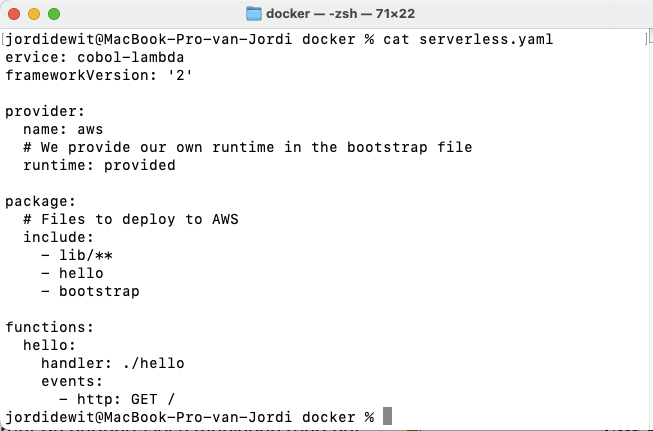 docker — -zsh — 71×22
[jordidewit@MacBook-Pro-van-Jordi docker % cat serverless.yaml ]
ervice: cobol-lambda
frameworkVersion: '2'

provider:
  name: aws
  # We provide our own runtime in the bootstrap file
  runtime: provided

package:
  # Files to deploy to AWS
  include:
    - lib/**
    - hello
    - bootstrap

functions:
  hello:
    handler: ./hello
    events:
      - http: GET /
jordidewit@MacBook-Pro-van-Jordi docker %